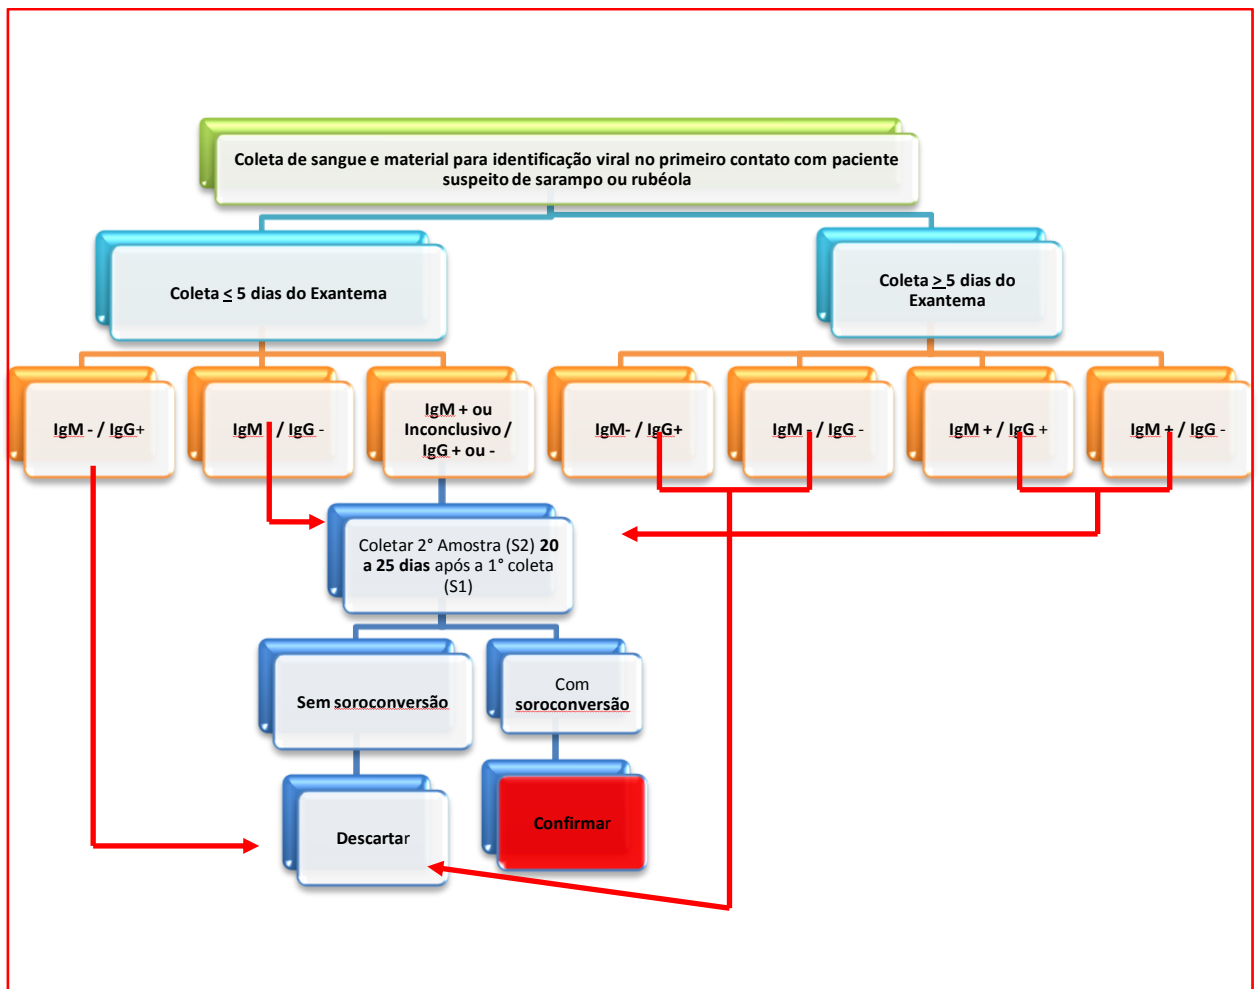 Coleta de sangue e material para identificação viral no primeiro contato com paciente
suspeito de sarampo ou rubéola
Coleta ≤ 5 dias do Exantema
Coleta ≥ 5 dias do
Exantema
IgM - / IgG+
IgM / IgG -
IgM + ou
Inconclusivo /
IgG + ou -
IgM- / IgG+
IgM - / IgG -
IgM + / IgG +
IgM + / IgG -
Coletar 2° Amostra (S2) 20
a 25 dias após a 1° coleta
(S1)
Sem soroconversão
Com
soroconversão
Descartar
Confirmar